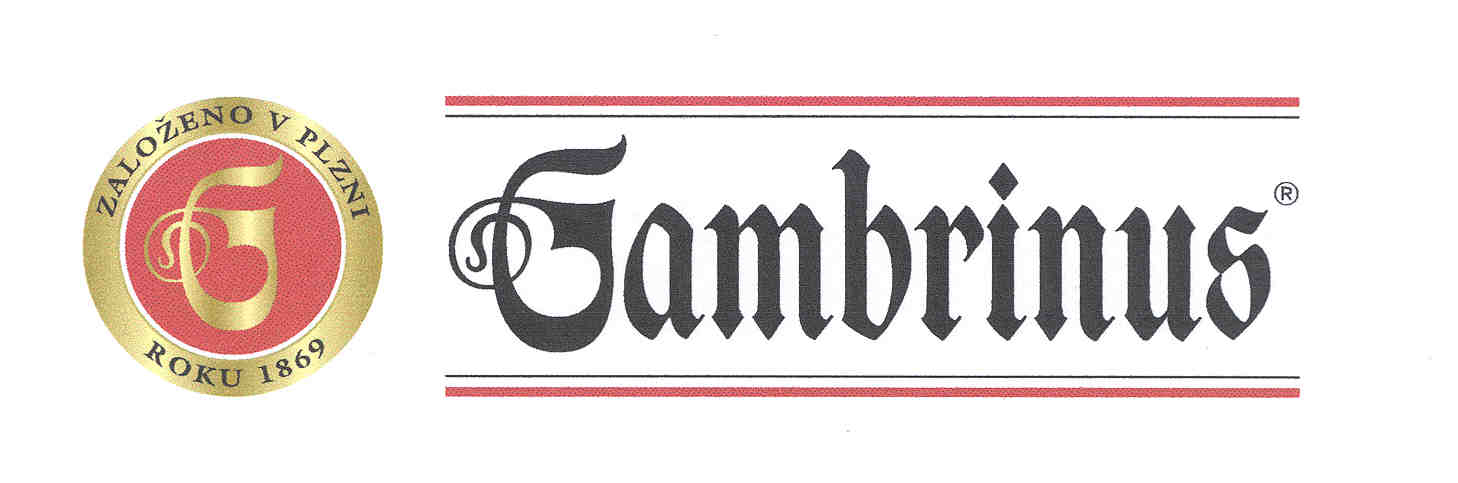 ZALOŽENO V PLZNI
G
ROKU 1869
Gambrinus®